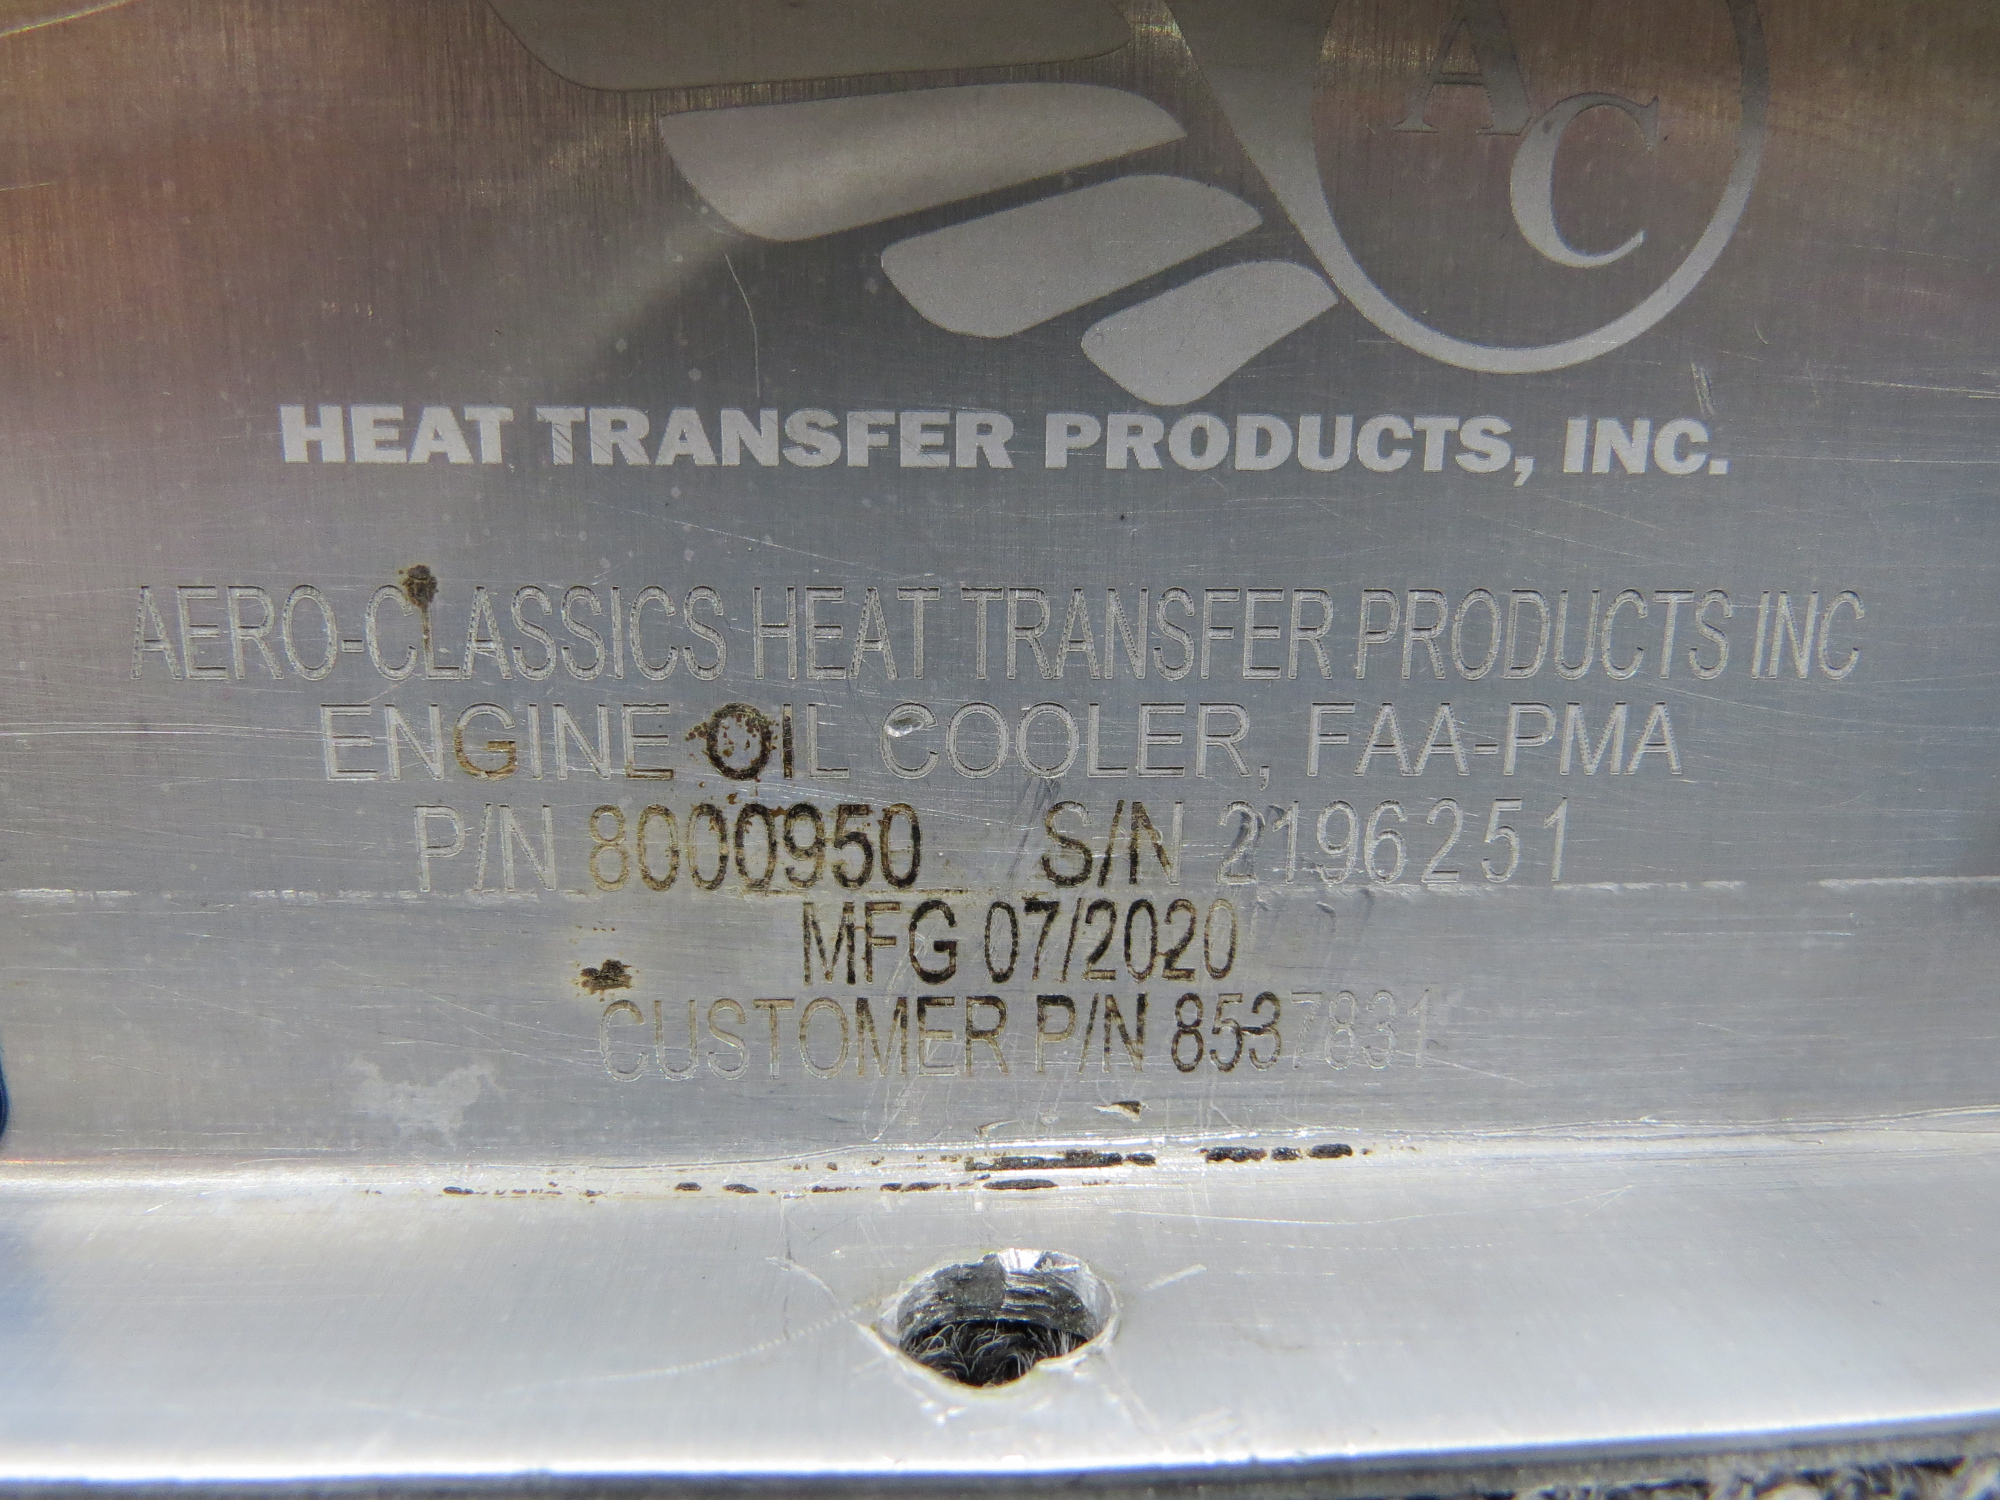 AC
HEAT TRANSFER PRODUCTS, INC.
AERO-CLASSICS HEAT TRANSFER PRODUCTS INC
ENGINE OIL COOLER, FAA-PMA
P/N 8000950 S/N 2196251
MFG 07/2020
CUSTOMER P/N 8537831